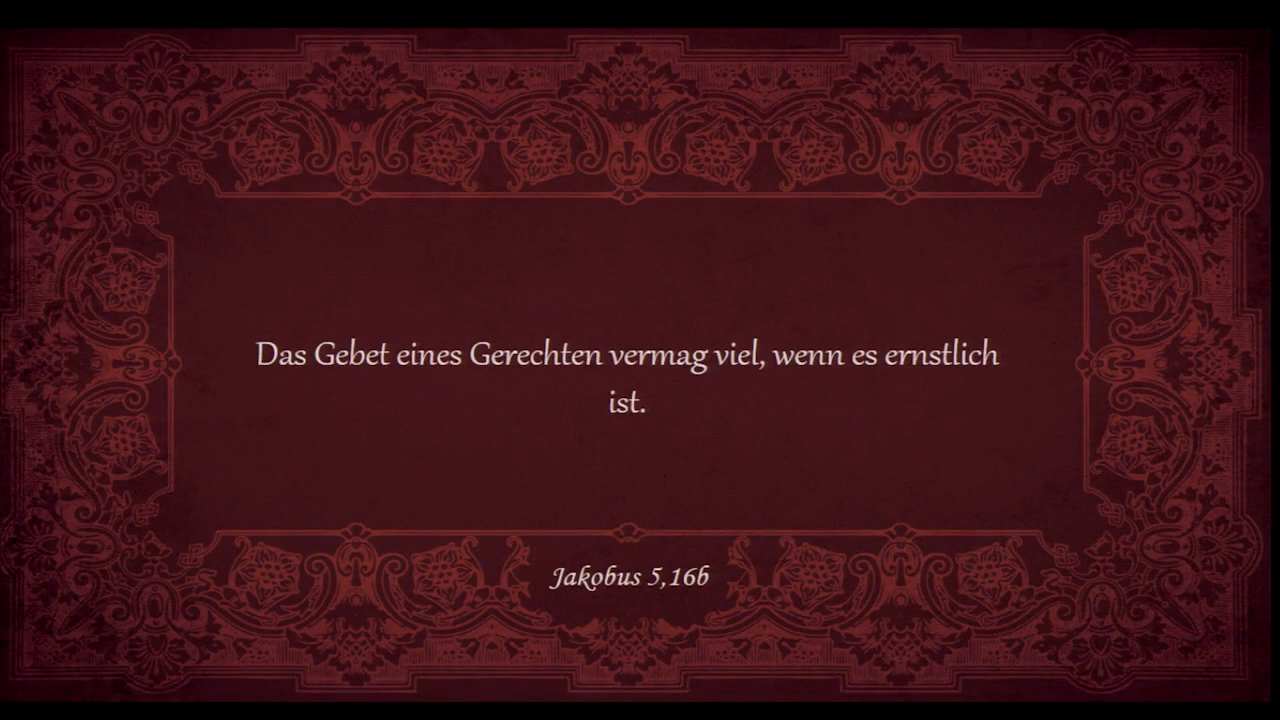 Das Gebet eines Gerechten vermag viel, wenn es ernstlich
ist.
Jakobus 5,16b